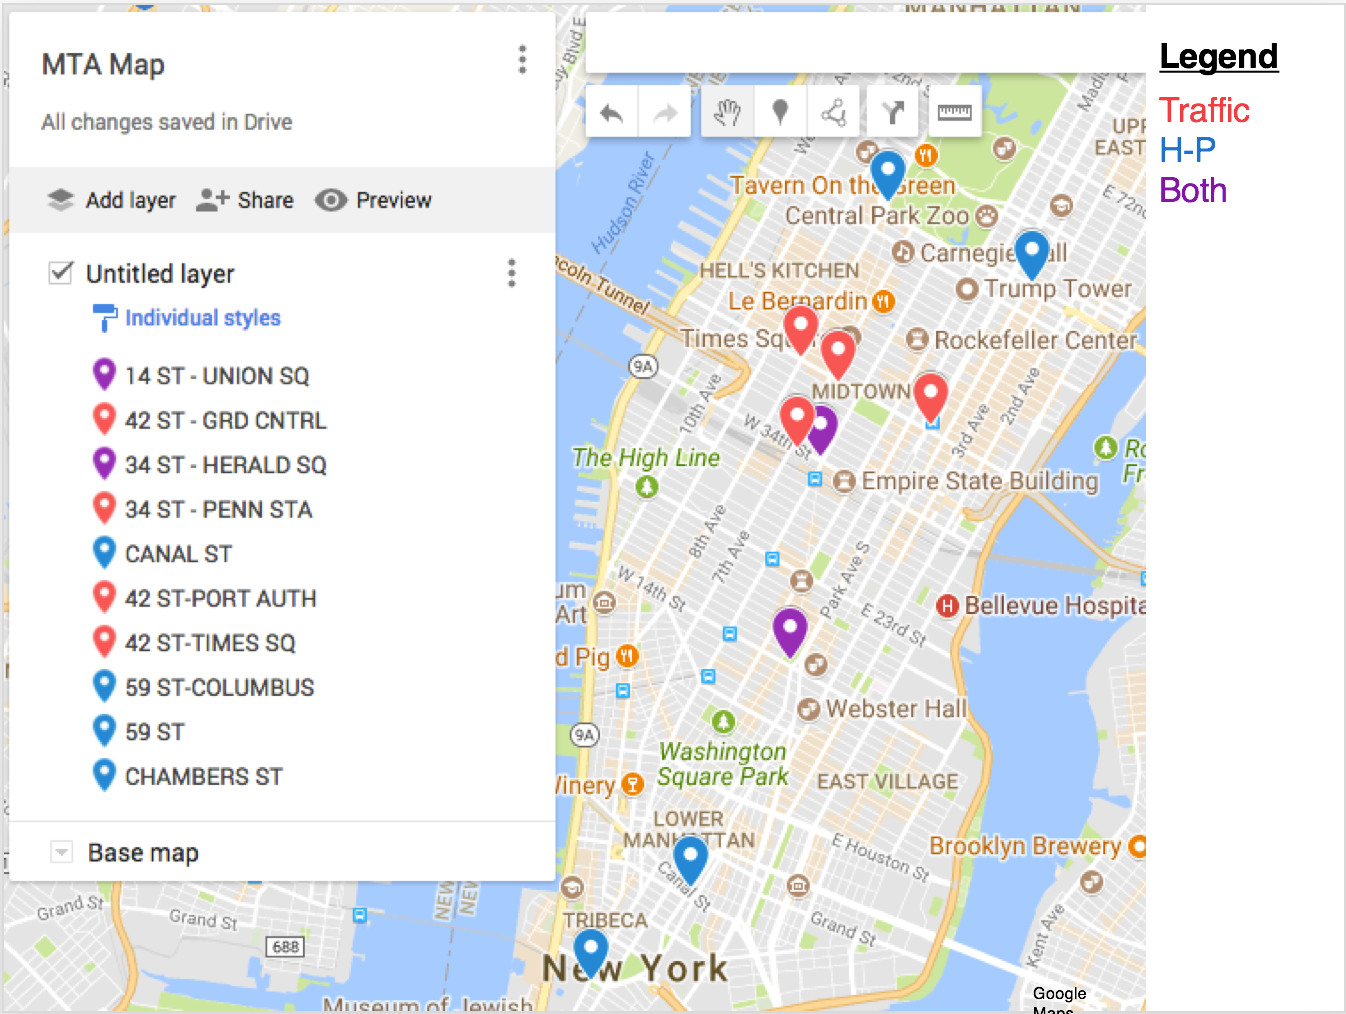 MTA Map
All changes saved in Drive
Add layer
Share
Preview
Untitled layer
Individual styles
14 ST - UNION SQ
42 ST - GRD CNTRL
34 ST - HERALD SQ
34 ST - PENN STA
CANAL ST
42 ST-PORT AUTH
42 ST-TIMES SQ
59 ST-COLUMBUS
59 ST
CHAMBERS ST
Base map
Legend
Traffic
H-P
Both
MANHATTAN
Hudson River
Tavern On the Green
Central Park Zoo
E 72nd
Carnegie
HELL'S KITCHEN
Trump Tower
Le Bernardin
Tunnel
Times
Rockefeller Center
9A
MIDTOWN
10th Ave
2nd Ave
3rd Ave
W 34th St
The High Line
Empire State Building
8th Ave
7th Ave
Park Ave S
W 14th St
Art
E 23rd St
H
Bellevue
d Pig
Webster Hall
9A
Washington
Square Park
EAST VILLAGE
LOWER
MANHATTAN
E Houston St
Brooklyn Brewery
Canal St
TRIBECA
Grand St
Kent Ave
New York
Grand St
Grand St
688
NEW
NEW
Museum of Jewish
Google
Maps